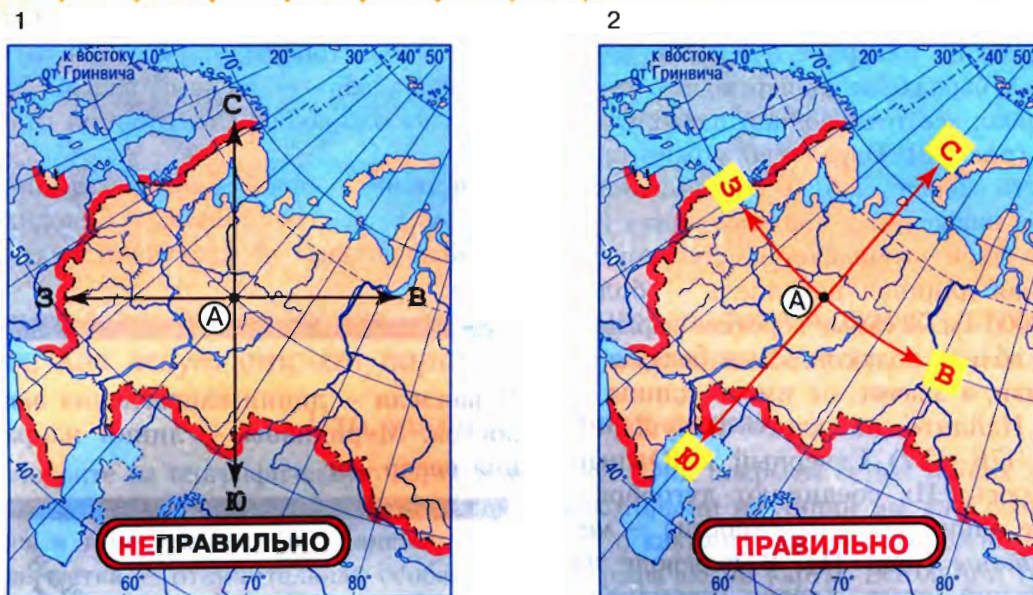 1
к востоку
от Гринвича
10°
70°
20°
30°
40°
50°
С
50°
З
А
В
40°
Ю
НЕПРАВИЛЬНО
60°
70°
80°
2
к востоку
от Гринвича
10°
70°
20°
30°
40°
50°
С
З
50°
А
В
Ю
40°
ПРАВИЛЬНО
60°
70°
80°